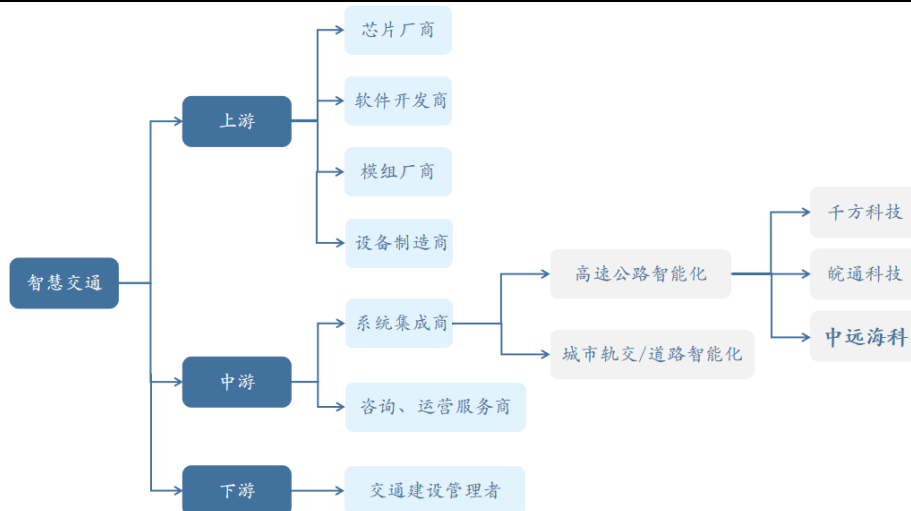 芯片厂商
软件开发商
上游
模组厂商
千方科技
设备制造商
智慧交通
高速公路智能化
皖通科技
系统集成商
中远海科
城市轨交/道路智能化
中游
咨询、运营服务商
下游
交通建设管理者